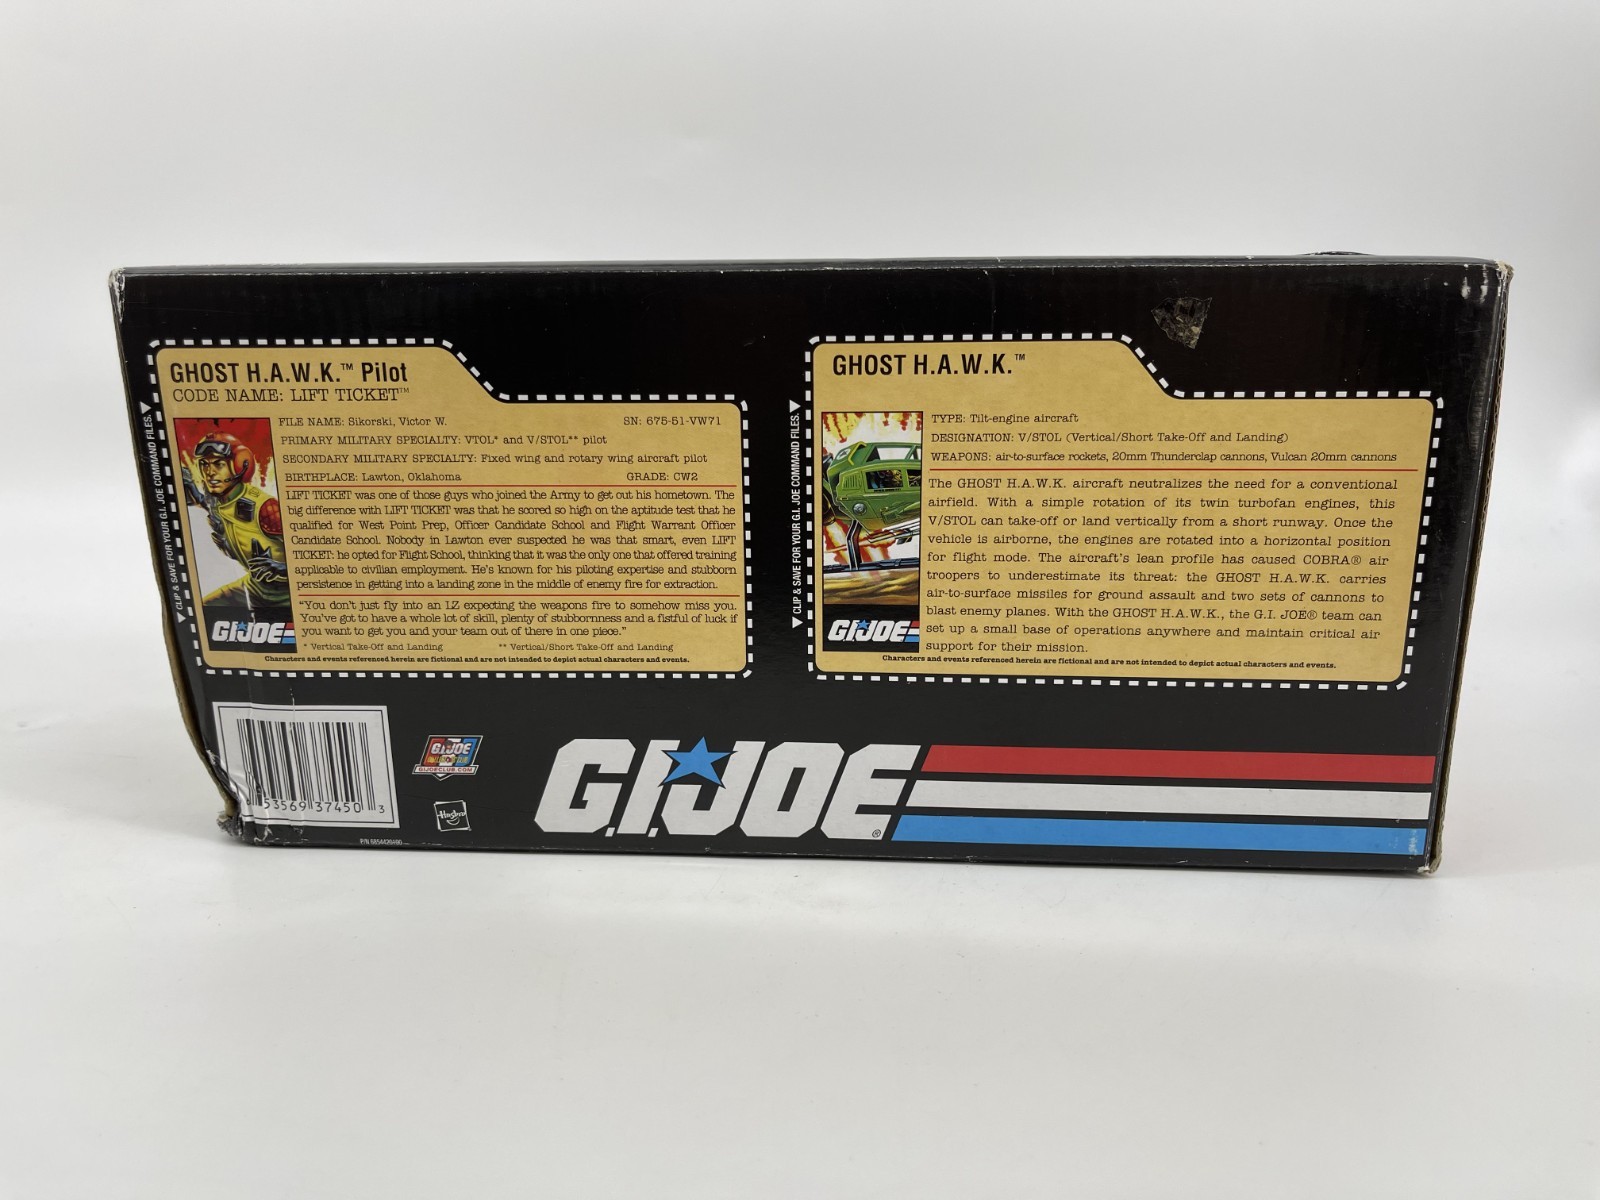 GHOST H.A.W.K.™ Pilot
CODE NAME: LIFT TICKET™
FILE NAME: Sikorski, Victor W. SN: 675-51-VW71
PRIMARY MILITARY SPECIALTY: VTOL* and V/STOL** pilot
SECONDARY MILITARY SPECIALTY: Fixed wing and rotary wing aircraft pilot
BIRTHPLACE: Lawton, Oklahoma GRADE: CW2
LIFT TICKET was one of those guys who joined the Army to get out his hometown. The
big difference with LIFT TICKET was that he scored so high on the aptitude test that he
qualified for West Point Prep, Officer Candidate School and Flight Warrant Officer
Candidate School. Nobody in Lawton ever suspected he was that smart, even LIFT
TICKET: he opted for Flight School, thinking that it was the only one that offered training
applicable to civilian employment. He's known for his piloting expertise and stubborn
persistence in getting into a landing zone in the middle of enemy fire for extraction.
"You don't just fly into an LZ expecting the weapons fire to somehow miss you.
You've got to have a whole lot of skill, plenty of stubbornness and a fistful of luck if
you want to get you and your team out of there in one piece."
* Vertical Take-Off and Landing ** Vertical/Short Take-Off and Landing
Characters and events referenced herein are fictional and are not intended to depict actual characters and events.
G.I. JOE
CLIP & SAVE FOR YOUR G.I. JOE COMMAND FILES.
GHOST H.A.W.K.™
TYPE: Tilt-engine aircraft
DESIGNATION: V/STOL (Vertical/Short Take-Off and Landing)
WEAPONS: air-to-surface rockets, 20mm Thunderclap cannons, Vulcan 20mm cannons
The GHOST H.A.W.K. aircraft neutralizes the need for a conventional
airfield. With a simple rotation of its twin turbofan engines, this
V/STOL can take-off or land vertically from a short runway. Once the
vehicle is airborne, the engines are rotated into a horizontal position
for flight mode. The aircraft's lean profile has caused COBRA® air
troopers to underestimate its threat: the GHOST H.A.W.K. carries
air-to-surface missiles for ground assault and two sets of cannons to
blast enemy planes. With the GHOST H.A.W.K., the G.I. JOE® team can
set up a small base of operations anywhere and maintain critical air
support for their mission.
Characters and events referenced herein are fictional and are not intended to depict actual characters and events.
G.I. JOE
CLIP & SAVE FOR YOUR G.I. JOE COMMAND FILES.
53569 37450 3
G.I. JOE
GIJOECLUB.COM
Hasbro
G.I. JOE®